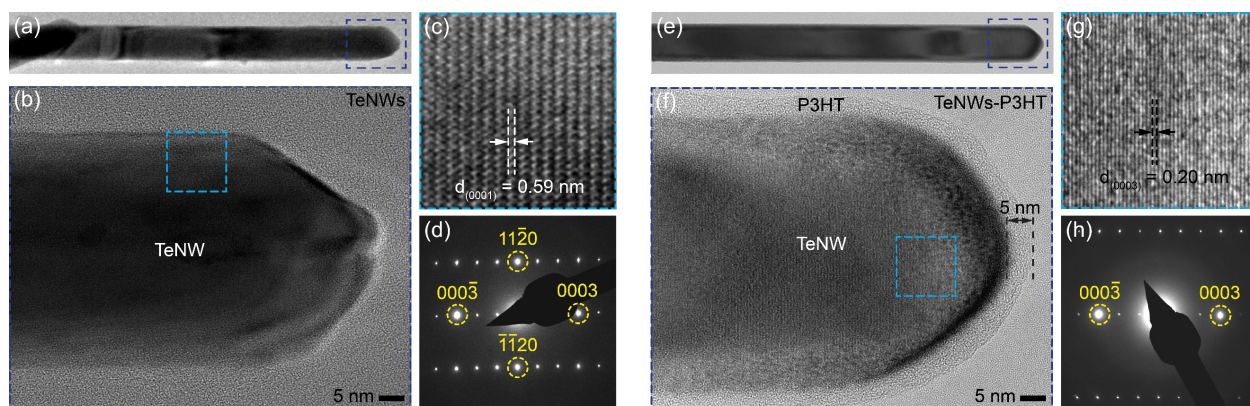 (a)
(b)
TeNWs
TeNW
5 nm
(c)
d(0001) = 0.59 nm
(d)
112̅0
0003̅
0003
1̅1̅20
(e)
(f)
P3HT
TeNWs-P3HT
5 nm
TeNW
5 nm
(g)
d(0003) = 0.20 nm
(h)
0003̅
0003